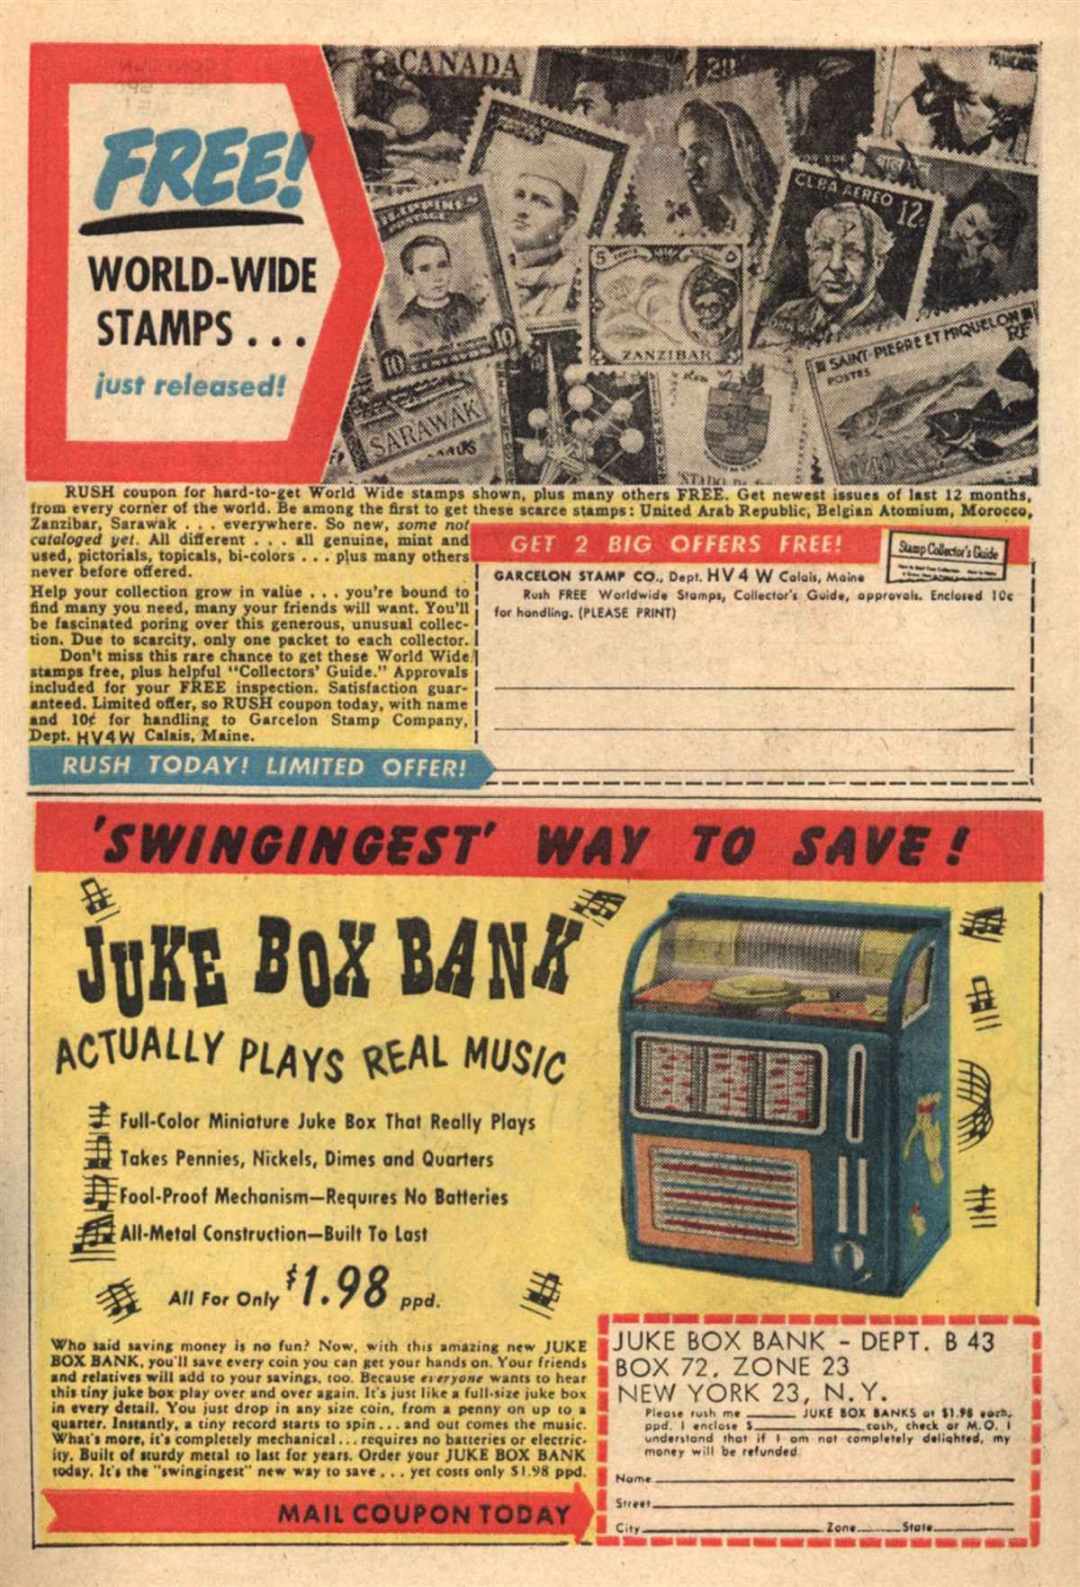 FREE!
WORLD-WIDE
STAMPS . . .
just released!
CANADA
28
PHILIPPINES
POSTAGE
10
10
SARAWAK
5
ZANZIBAR
CUBA AEREO 12c
SAINT-PIERRE ET MIQUELON
RF
POSTES
RUSH coupon for hard-to-get World Wide stamps shown, plus many others FREE. Get newest issues of last 12 months,
from every corner of the world. Be among the first to get these scarce stamps: United Arab Republic, Belgian Atomium, Morocco,
Zanzibar, Sarawak . . . everywhere. So new, some not
cataloged yet. All different . . . all genuine, mint and
used, pictorials, topicals, bi-colors . . . plus many others
never before offered.
Help your collection grow in value . . . you're bound to
find many you need, many your friends will want. You'll
be fascinated poring over this generous, unusual collec-
tion. Due to scarcity, only one packet to each collector.
Don't miss this rare chance to get these World Wide
stamps free, plus helpful "Collectors' Guide." Approvals
included for your FREE inspection. Satisfaction guar-
anteed. Limited offer, so RUSH coupon today, with name
and 10¢ for handling to Garcelon Stamp Company,
Dept. HV4W Calais, Maine.
RUSH TODAY! LIMITED OFFER!
GET 2 BIG OFFERS FREE!
Stamp Collector's Guide
GARCELON STAMP CO., Dept. HV4W Calais, Maine
Rush FREE Worldwide Stamps, Collector's Guide, approvals. Enclosed 10c
for handling. (PLEASE PRINT)
'SWINGINGEST' WAY TO SAVE!
JUKE BOX BANK
ACTUALLY PLAYS REAL MUSIC
Full-Color Miniature Juke Box That Really Plays
Takes Pennies, Nickels, Dimes and Quarters
Fool-Proof Mechanism—Requires No Batteries
All-Metal Construction—Built To Last
All For Only $1.98 ppd.
Who said saving money is no fun? Now, with this amazing new JUKE
BOX BANK, you'll save every coin you can get your hands on. Your friends
and relatives will add to your savings, too. Because everyone wants to hear
this tiny juke box play over and over again. It's just like a full-size juke box
in every detail. You just drop in any size coin, from a penny on up to a
quarter. Instantly, a tiny record starts to spin . . . and out comes the music.
What's more, it's completely mechanical . . . requires no batteries or electric-
ity. Built of sturdy metal to last for years. Order your JUKE BOX BANK
today. It's the "swingingest" new way to save . . . yet costs only $1.98 ppd.
MAIL COUPON TODAY
JUKE BOX BANK - DEPT. B 43
BOX 72, ZONE 23
NEW YORK 23, N.Y.
Please rush me ______ JUKE BOX BANKS at $1.98 each,
ppd. I enclose $____________ cash, check or M.O. I
understand that if I am not completely delighted, my
money will be refunded.
Name
Street
City Zone State